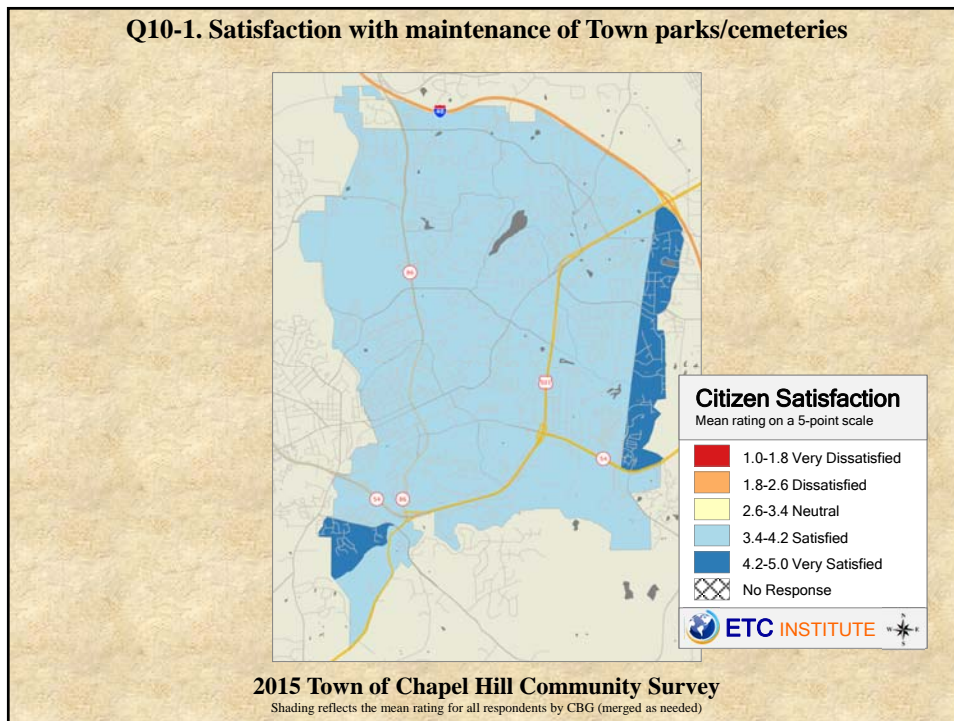 Q10-1. Satisfaction with maintenance of Town parks/cemeteries
86
501
54
54
86
Citizen Satisfaction
Mean rating on a 5-point scale
1.0-1.8 Very Dissatisfied
1.8-2.6 Dissatisfied
2.6-3.4 Neutral
3.4-4.2 Satisfied
4.2-5.0 Very Satisfied
No Response
ETC INSTITUTE
N
W E
S
2015 Town of Chapel Hill Community Survey
Shading reflects the mean rating for all respondents by CBG (merged as needed)